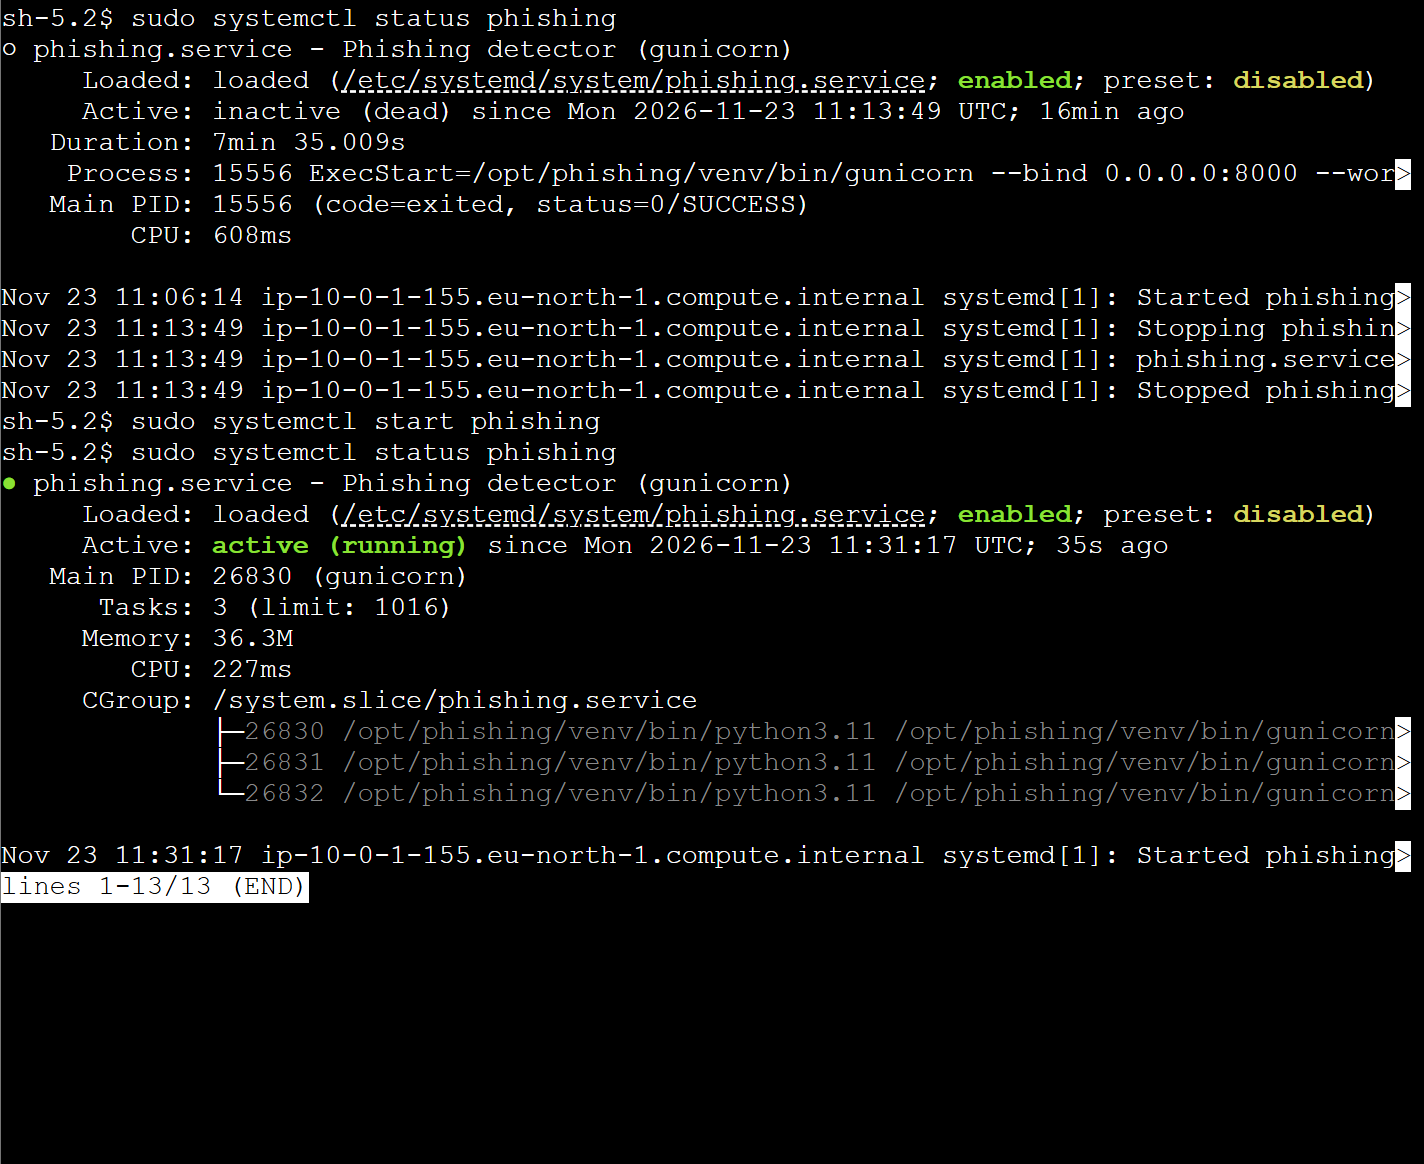 sh-5.2$ sudo systemctl status phishing
○ phishing.service - Phishing detector (gunicorn)
     Loaded: loaded (/etc/systemd/system/phishing.service; enabled; preset: disabled)
     Active: inactive (dead) since Mon 2026-11-23 11:13:49 UTC; 16min ago
   Duration: 7min 35.009s
    Process: 15556 ExecStart=/opt/phishing/venv/bin/gunicorn --bind 0.0.0.0:8000 --wor>
   Main PID: 15556 (code=exited, status=0/SUCCESS)
        CPU: 608ms

Nov 23 11:06:14 ip-10-0-1-155.eu-north-1.compute.internal systemd[1]: Started phishing>
Nov 23 11:13:49 ip-10-0-1-155.eu-north-1.compute.internal systemd[1]: Stopping phishin>
Nov 23 11:13:49 ip-10-0-1-155.eu-north-1.compute.internal systemd[1]: phishing.service>
Nov 23 11:13:49 ip-10-0-1-155.eu-north-1.compute.internal systemd[1]: Stopped phishing>
sh-5.2$ sudo systemctl start phishing
sh-5.2$ sudo systemctl status phishing
● phishing.service - Phishing detector (gunicorn)
     Loaded: loaded (/etc/systemd/system/phishing.service; enabled; preset: disabled)
     Active: active (running) since Mon 2026-11-23 11:31:17 UTC; 35s ago
   Main PID: 26830 (gunicorn)
      Tasks: 3 (limit: 1016)
     Memory: 36.3M
        CPU: 227ms
     CGroup: /system.slice/phishing.service
             ├─26830 /opt/phishing/venv/bin/python3.11 /opt/phishing/venv/bin/gunicorn>
             ├─26831 /opt/phishing/venv/bin/python3.11 /opt/phishing/venv/bin/gunicorn>
             └─26832 /opt/phishing/venv/bin/python3.11 /opt/phishing/venv/bin/gunicorn>

Nov 23 11:31:17 ip-10-0-1-155.eu-north-1.compute.internal systemd[1]: Started phishing>
lines 1-13/13 (END)